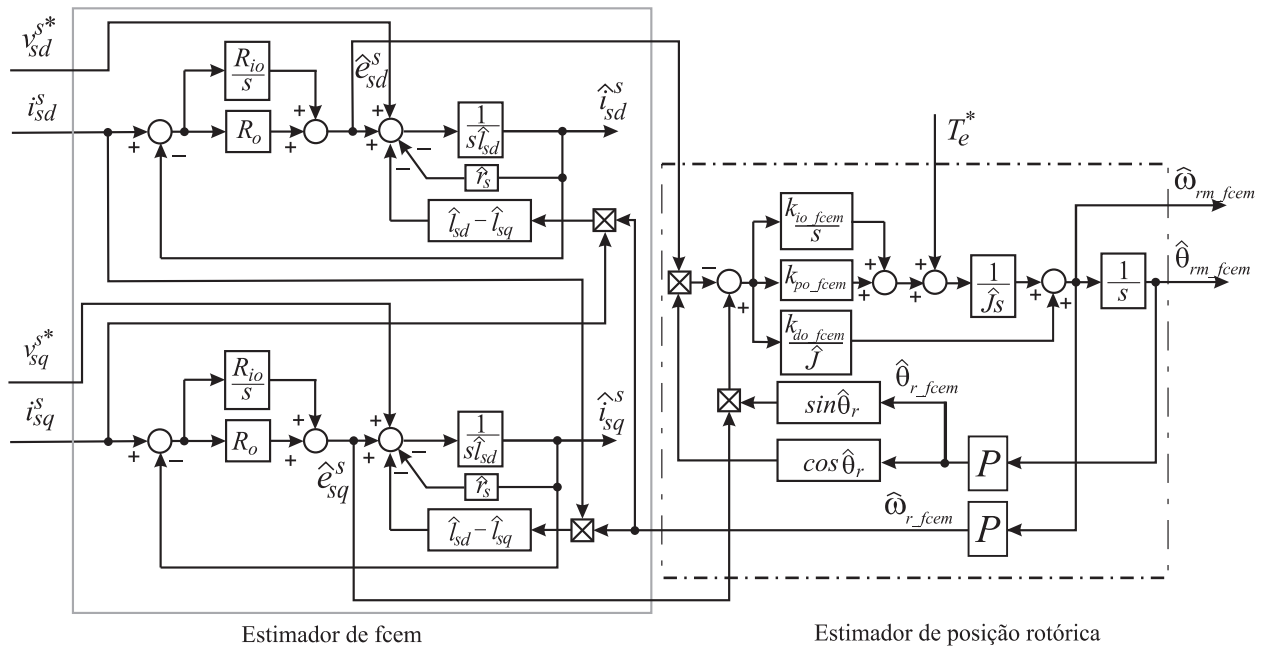 v_sd^s*
i_sd^s
R_io/s
R_o
ê_sd^s
1/(s l̂_sd)
î_sd^s
r̂_s
l̂_sd − l̂_sq
v_sq^s*
i_sq^s
R_io/s
R_o
ê_sq^s
1/(s l̂_sd)
î_sq^s
r̂_s
l̂_sd − l̂_sq
Estimador de fcem
T_e^*
k_io_fcem/s
k_po_fcem
k_do_fcem/Ĵ
1/(Ĵs)
1/s
ω̂_rm_fcem
θ̂_rm_fcem
θ̂_r_fcem
sin θ̂_r
cos θ̂_r
P
ω̂_r_fcem
P
Estimador de posição rotórica